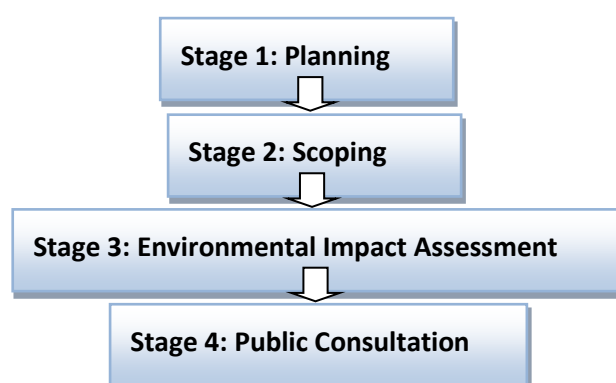 Stage 1: Planning
Stage 2: Scoping
Stage 3: Environmental Impact Assessment
Stage 4: Public Consultation